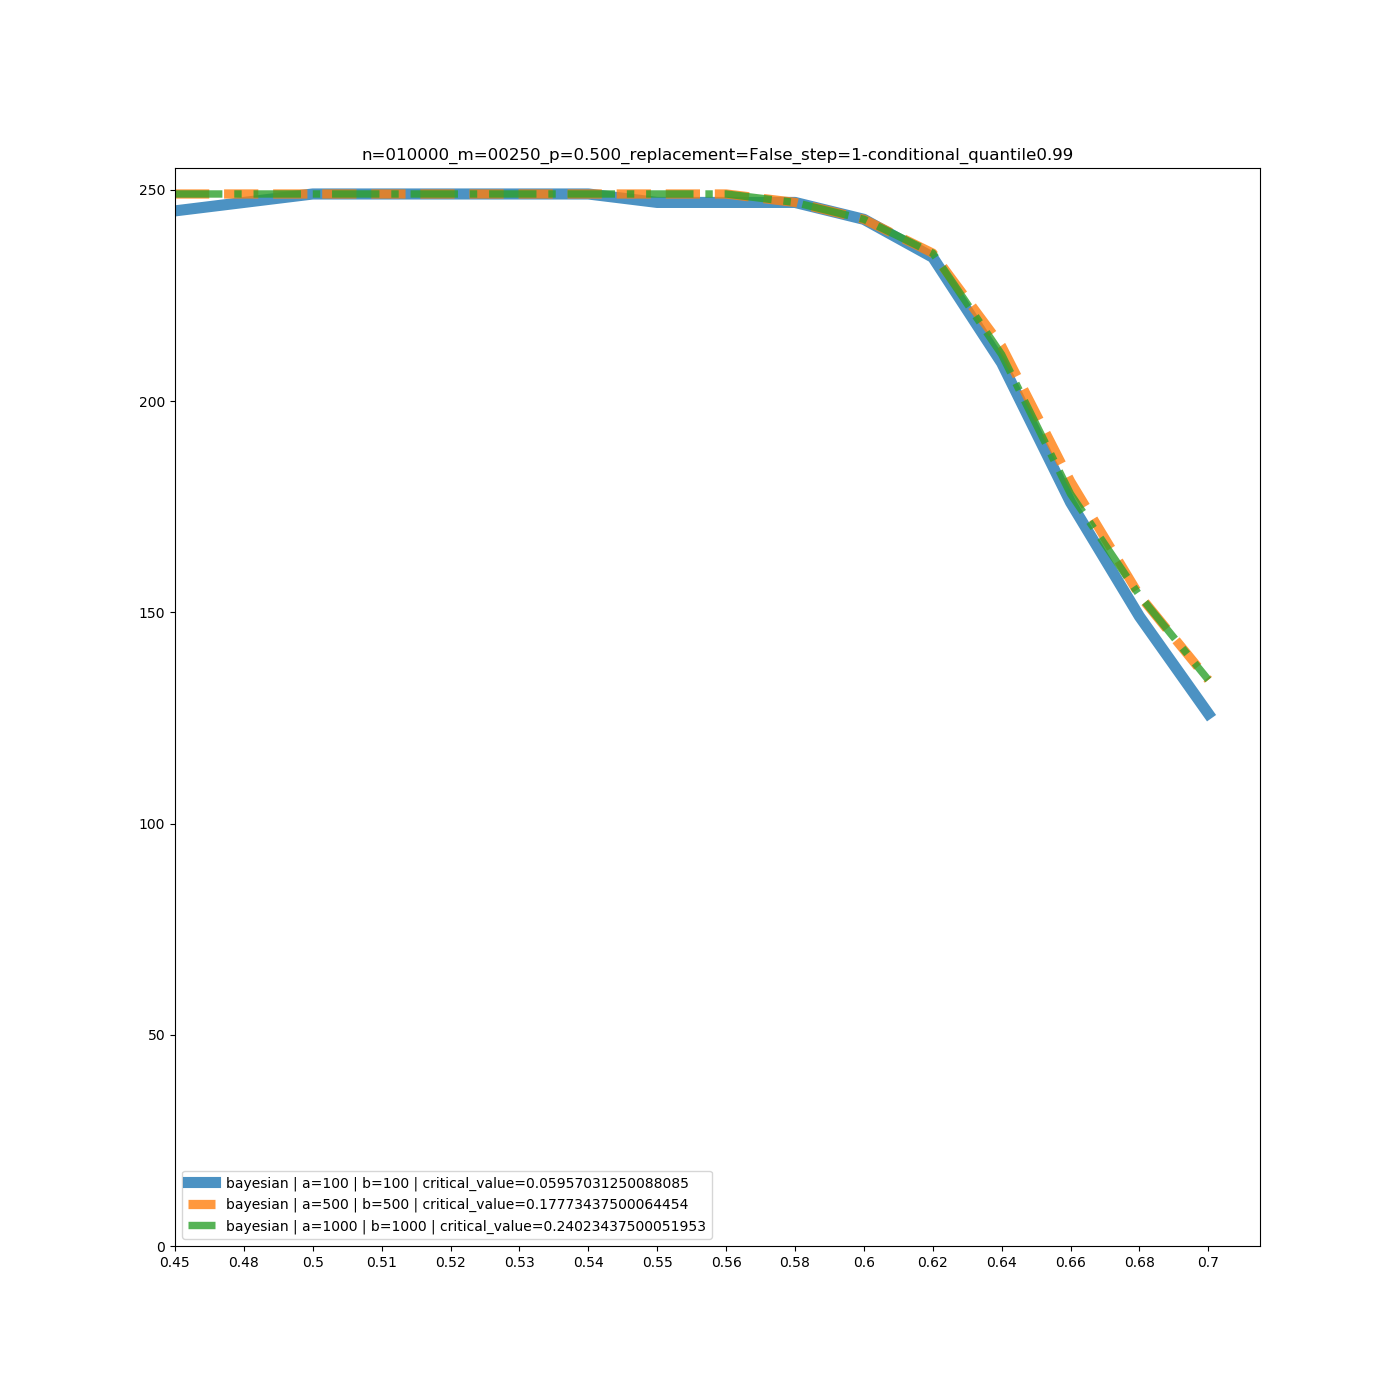 n=010000_m=00250_p=0.500_replacement=False_step=1-conditional_quantile0.99
250
200
150
100
50
0
bayesian | a=100 | b=100 | critical_value=0.05957031250088085
bayesian | a=500 | b=500 | critical_value=0.17773437500064454
bayesian | a=1000 | b=1000 | critical_value=0.24023437500051953
0.45 0.48 0.5 0.51 0.52 0.53 0.54 0.55 0.56 0.58 0.6 0.62 0.64 0.66 0.68 0.7